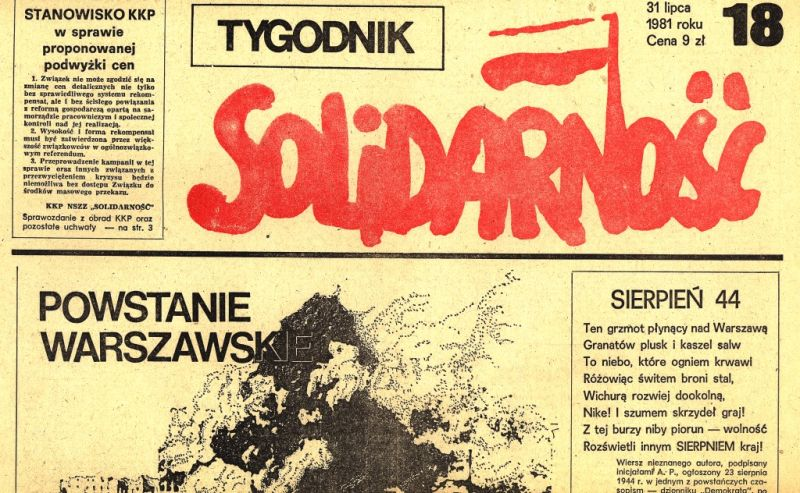 STANOWISKO KKP
w sprawie
proponowanej
podwyżki cen
1. Związek nie może zgodzić się na
zmianę cen detalicznych nie tylko
bez sprawiedliwego systemu rekom-
pensat, ale i bez ścisłego powiązania
z reformą gospodarczą opartą na sa-
morządzie pracowniczym i społecznej
kontroli nad jej realizacją.
2. Wysokość i forma rekompensat
musi być zatwierdzona przez więk-
szość związkowców w ogólnozwiązko-
wym referendum.
3. Przeprowadzenie kampanii w tej
sprawie oraz innych związanych z
przezwyciężeniem kryzysu będzie
niemożliwa bez dostępu Związku do
środków masowego przekazu.
KKP NSZZ „SOLIDARNOŚĆ"
Sprawozdanie z obrad KKP oraz
pozostałe uchwały — na str. 3
TYGODNIK
SOLIDARNOŚĆ
31 lipca
1981 roku
Cena 9 zł
18
POWSTANIE
WARSZAWSKIE
SIERPIEŃ 44
Ten grzmot płynący nad Warszawą
Granatów plusk i kaszel salw
To niebo, które ogniem krwawi
Różowiąc świtem broni stal,
Wichurą rozwiej dookolną,
Nike! I szumem skrzydeł graj!
Z tej burzy niby piorun — wolność
Rozświetli innym SIERPNIEM kraj!
Wiersz nieznanego autora, podpisany
inicjałami A. P., ogłoszony 23 sierpnia
1944 r. w jednym z powstańczych cza-
sopism — dzienniku „Demokrata", po